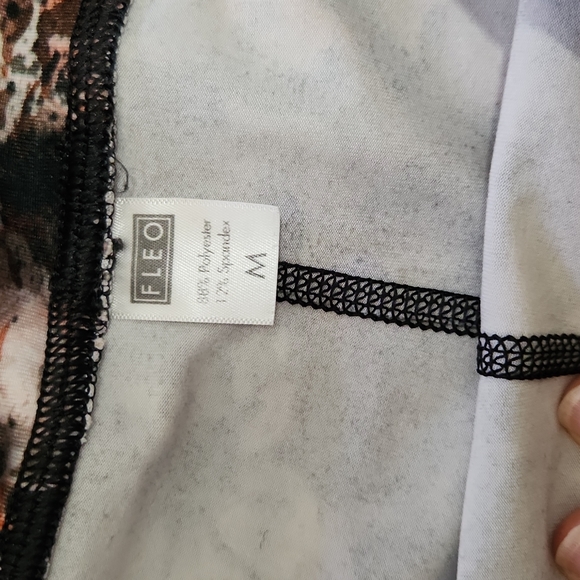 FLEO
88% Polyester
12% Spandex
M